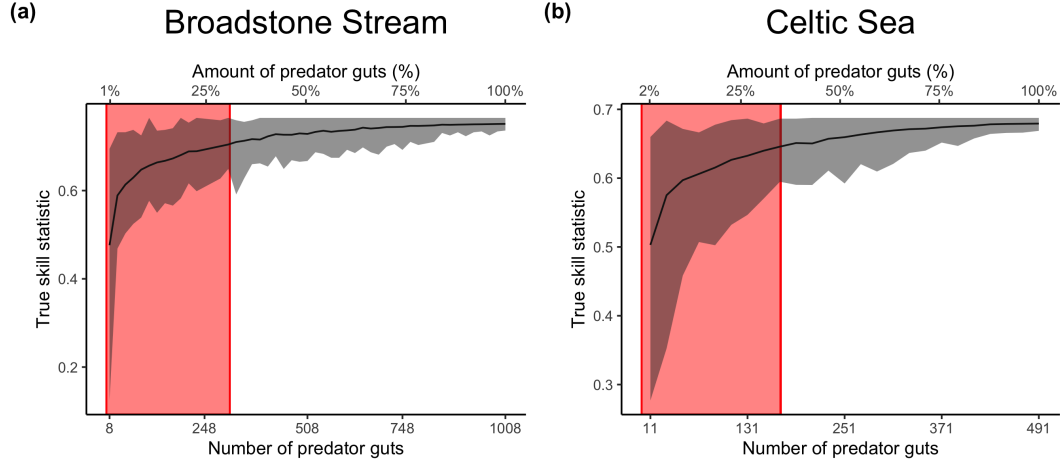 (a)
Broadstone Stream
Amount of predator guts (%)
1% 25% 50% 75% 100%
True skill statistic
0.6
0.4
0.2
8 248 508 748 1008
Number of predator guts
(b)
Celtic Sea
Amount of predator guts (%)
2% 25% 50% 75% 100%
True skill statistic
0.7
0.6
0.5
0.4
0.3
11 131 251 371 491
Number of predator guts